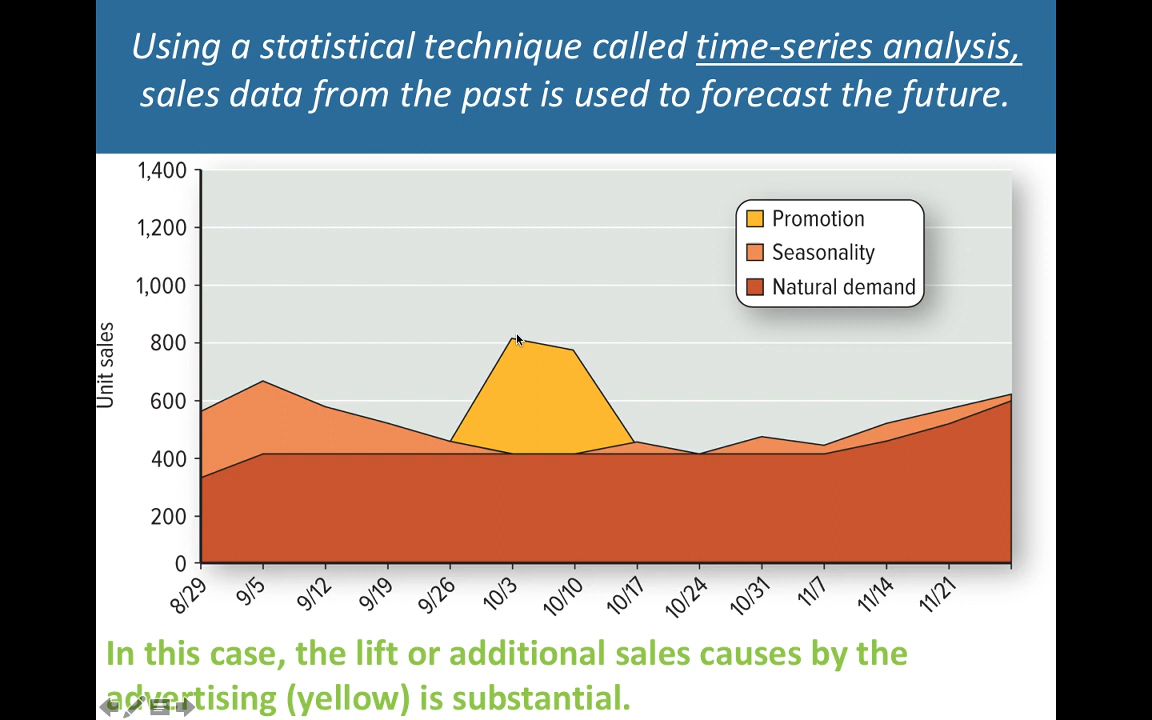 Using a statistical technique called time-series analysis,
sales data from the past is used to forecast the future.
1,400
1,200
1,000
800
600
400
200
0
Unit sales
Promotion
Seasonality
Natural demand
8/29
9/5
9/12
9/19
9/26
10/3
10/10
10/17
10/24
10/31
11/7
11/14
11/21
In this case, the lift or additional sales causes by the
advertising (yellow) is substantial.